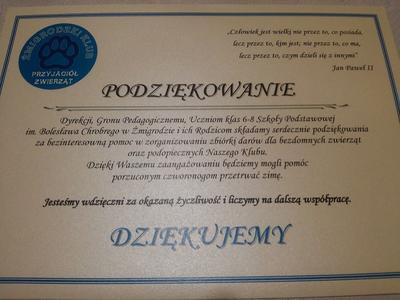 ŻMIGRODZKI KLUB
PRZYJACIÓŁ
ZWIERZĄT
„Człowiek jest wielki nie przez to, co posiada,
lecz przez to, kim jest; nie przez to, co ma,
lecz przez to, czym dzieli się z innymi"
Jan Paweł II
PODZIĘKOWANIE
Dyrekcji, Gronu Pedagogicznemu, Uczniom klas 6-8 Szkoły Podstawowej
im. Bolesława Chrobrego w Żmigrodzie i ich Rodzicom składamy serdecznie podziękowania
za bezinteresowną pomoc w zorganizowaniu zbiórki darów dla bezdomnych zwierząt
oraz podopiecznych Naszego Klubu.
Dzięki Waszemu zaangażowaniu będziemy mogli pomóc
porzuconym czworonogom przetrwać zimę.
Jesteśmy wdzięczni za okazaną życzliwość i liczymy na dalszą współpracę.
DZIĘKUJEMY